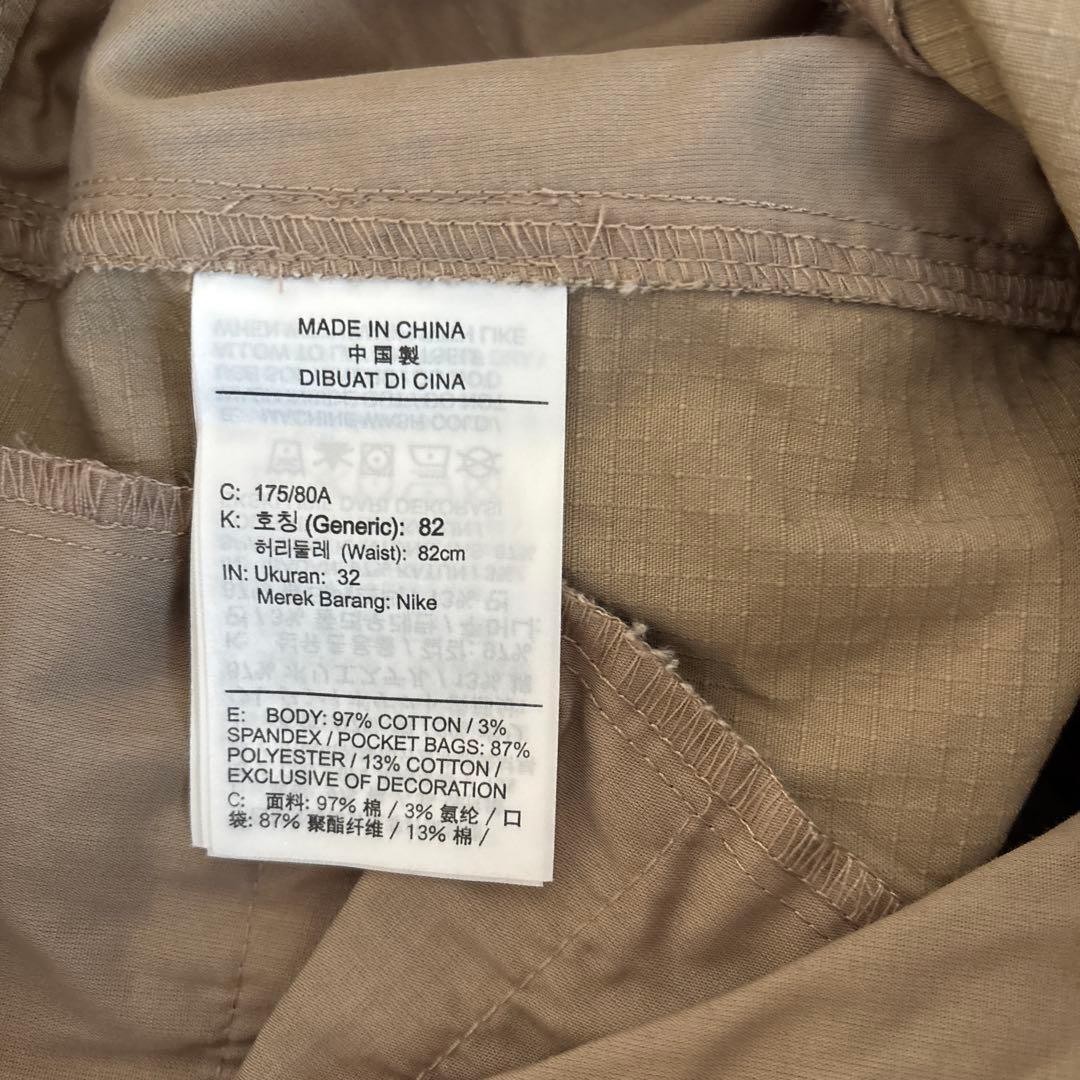 MADE IN CHINA
中国製
DIBUAT DI CINA
C: 175/80A
K: 호칭 (Generic): 82
허리둘레 (Waist): 82cm
IN: Ukuran: 32
Merek Barang: Nike
E: BODY: 97% COTTON / 3%
SPANDEX / POCKET BAGS: 87%
POLYESTER / 13% COTTON /
EXCLUSIVE OF DECORATION
C: 面料: 97% 棉 / 3% 氨纶 / 口
袋: 87% 聚酯纤维 / 13% 棉 /